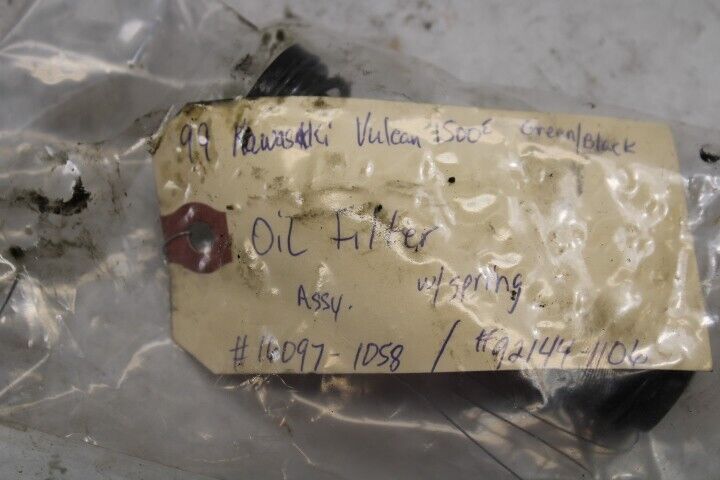 99 Kawasaki Vulcan 1500E Green/Black
Oil Filter
Assy. w/spring
#16097-1058 / #92144-1106